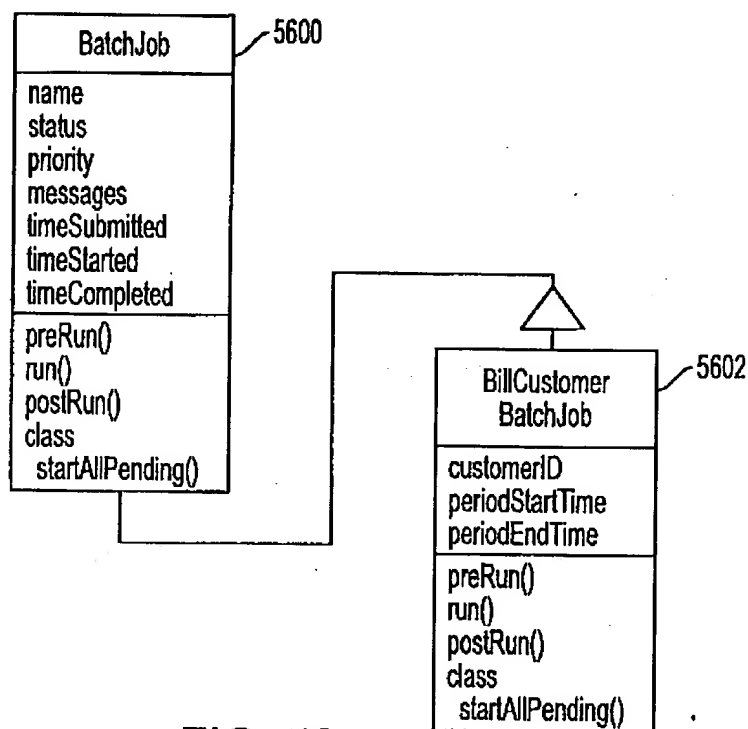 BatchJob
5600
name
status
priority
messages
timeSubmitted
timeStarted
timeCompleted
preRun()
run()
postRun()
class
startAllPending()
BillCustomer
BatchJob
5602
customerID
periodStartTime
periodEndTime
preRun()
run()
postRun()
class
startAllPending()